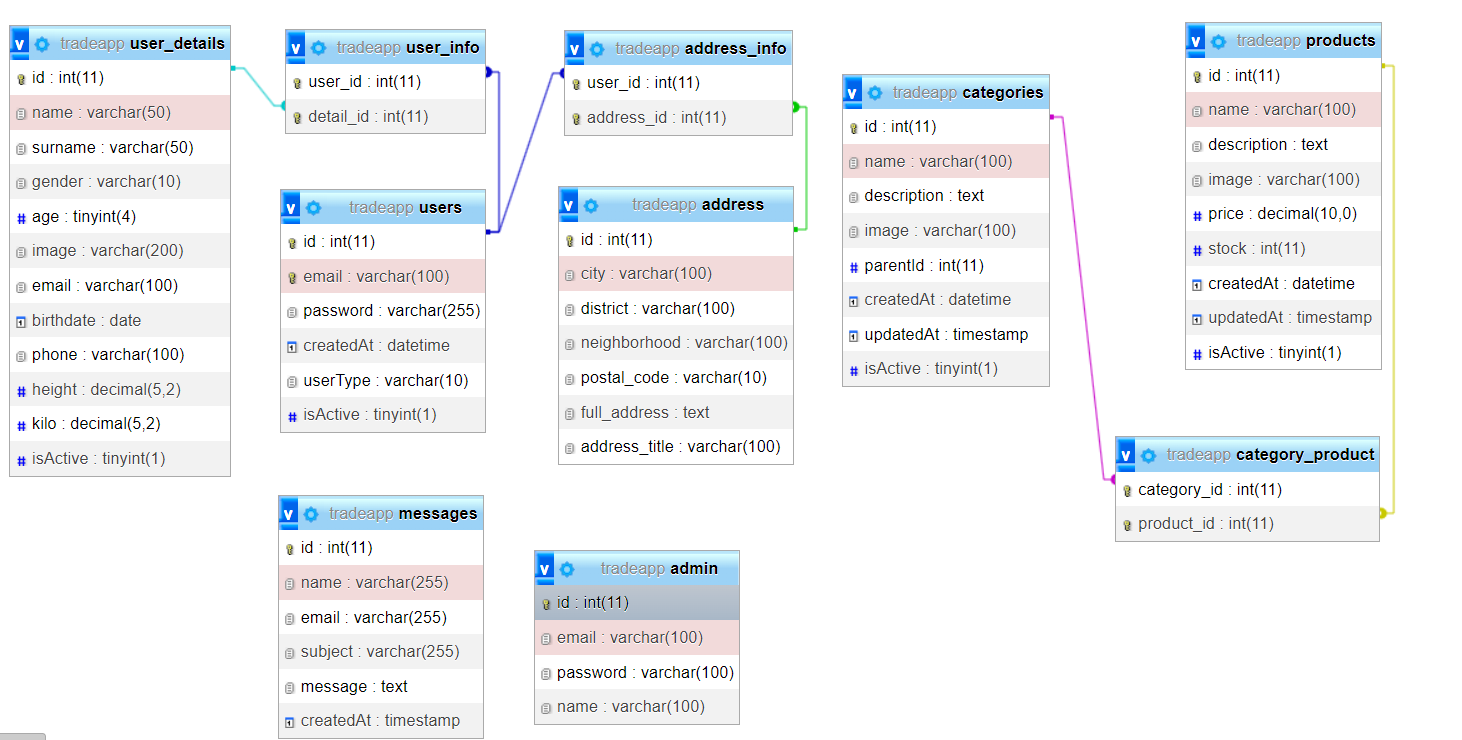 v tradeapp user_details
id : int(11)
name : varchar(50)
surname : varchar(50)
gender : varchar(10)
age : tinyint(4)
image : varchar(200)
email : varchar(100)
birthdate : date
phone : varchar(100)
height : decimal(5,2)
kilo : decimal(5,2)
isActive : tinyint(1)
v tradeapp user_info
user_id : int(11)
detail_id : int(11)
v tradeapp users
id : int(11)
email : varchar(100)
password : varchar(255)
createdAt : datetime
userType : varchar(10)
isActive : tinyint(1)
v tradeapp messages
id : int(11)
name : varchar(255)
email : varchar(255)
subject : varchar(255)
message : text
createdAt : timestamp
v tradeapp address_info
user_id : int(11)
address_id : int(11)
v tradeapp address
id : int(11)
city : varchar(100)
district : varchar(100)
neighborhood : varchar(100)
postal_code : varchar(10)
full_address : text
address_title : varchar(100)
v tradeapp admin
id : int(11)
email : varchar(100)
password : varchar(100)
name : varchar(100)
v tradeapp categories
id : int(11)
name : varchar(100)
description : text
image : varchar(100)
parentId : int(11)
createdAt : datetime
updatedAt : timestamp
isActive : tinyint(1)
v tradeapp products
id : int(11)
name : varchar(100)
description : text
image : varchar(100)
price : decimal(10,0)
stock : int(11)
createdAt : datetime
updatedAt : timestamp
isActive : tinyint(1)
v tradeapp category_product
category_id : int(11)
product_id : int(11)